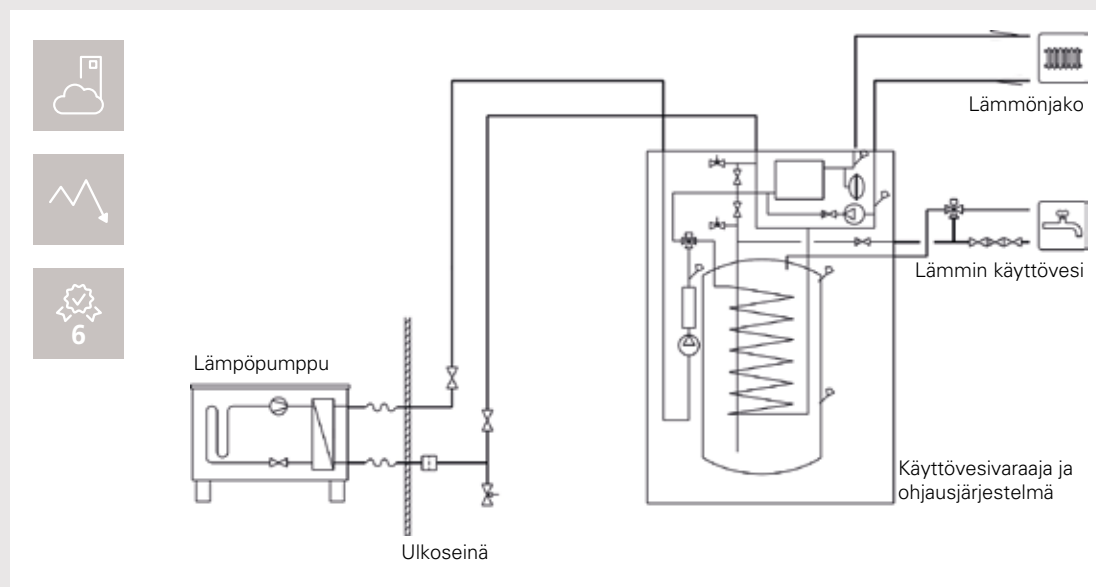 Lämmönjako
Lämmin käyttövesi
6
Lämpöpumppu
Käyttövesivaraaja ja
ohjausjärjestelmä
Ulkoseinä